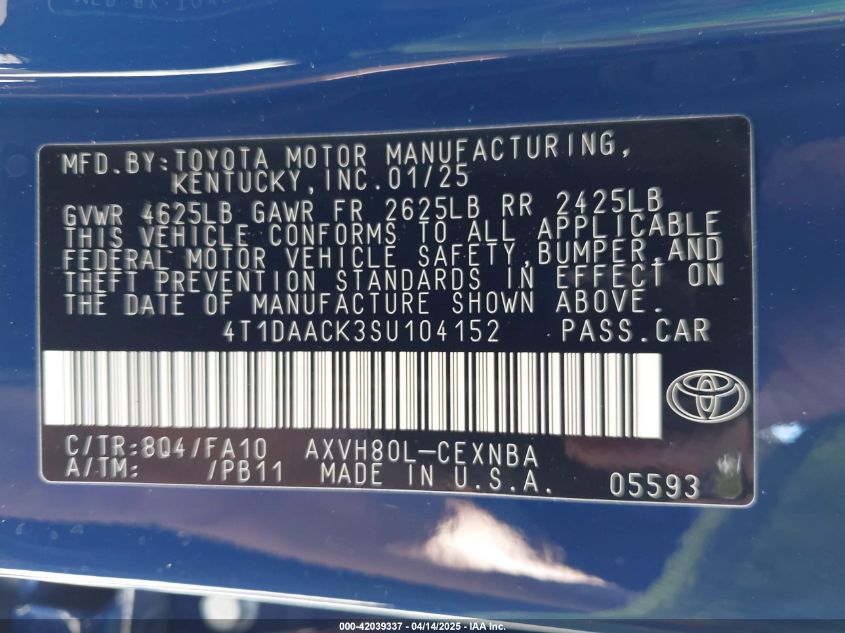 MFD.BY:TOYOTA MOTOR MANUFACTURING,
KENTUCKY,INC.01/25
GVWR 4625LB GAWR FR 2625LB RR 2425LB
THIS VEHICLE CONFORMS TO ALL APPLICABLE
FEDERAL MOTOR VEHICLE SAFETY,BUMPER,AND
THEFT PREVENTION STANDARDS IN EFFECT ON
THE DATE OF MANUFACTURE SHOWN ABOVE.
4T1DAACK3SU104152 PASS.CAR
C/TR:8Q4/FA10 AXVH80L-CEXNBA
A/TM: /PB11 MADE IN U.S.A. 05593
000-42039337 - 04/14/2025 - IAA Inc.